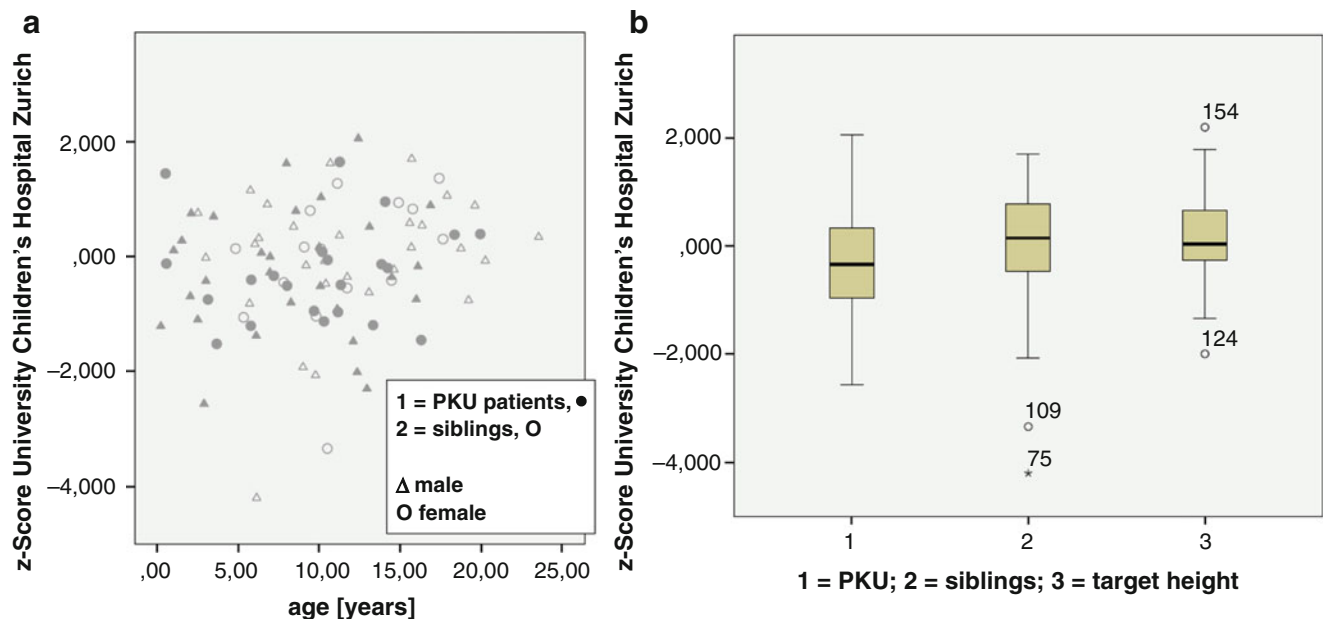 a
z-Score University Children's Hospital Zurich
2,000
,000
−2,000
−4,000
1 = PKU patients, ●
2 = siblings, O
Δ male
O female
,00 5,00 10,00 15,00 20,00 25,00
age [years]
b
z-Score University Children's Hospital Zurich
2,000
,000
−2,000
−4,000
154
124
109
75
1 2 3
1 = PKU; 2 = siblings; 3 = target height